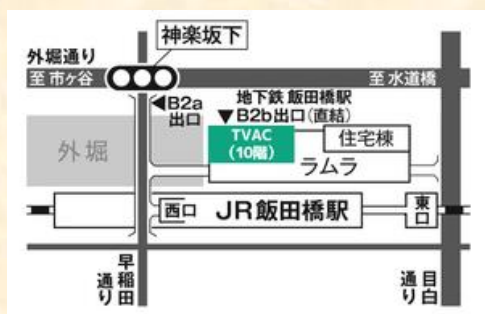 神楽坂下
外堀通り
至 市ヶ谷
至 水道橋
B2a
出口
地下鉄 飯田橋駅
B2b出口(直結)
TVAC
(10階)
住宅棟
ラムラ
外堀
西口
JR飯田橋駅
東口
早稲田通り
目白通り